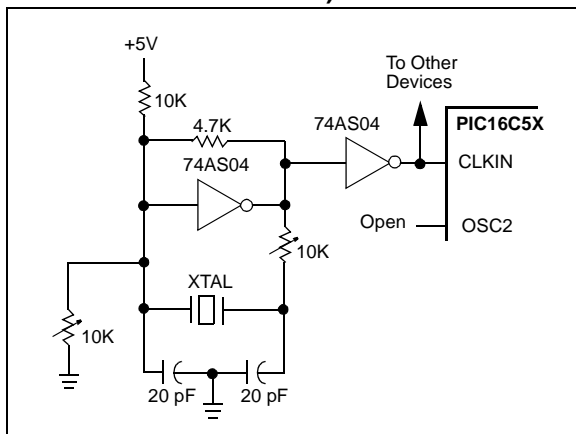 +5V
To Other
Devices
10K
4.7K
74AS04
PIC16C5X
74AS04
CLKIN
Open
OSC2
10K
XTAL
10K
20 pF
20 pF